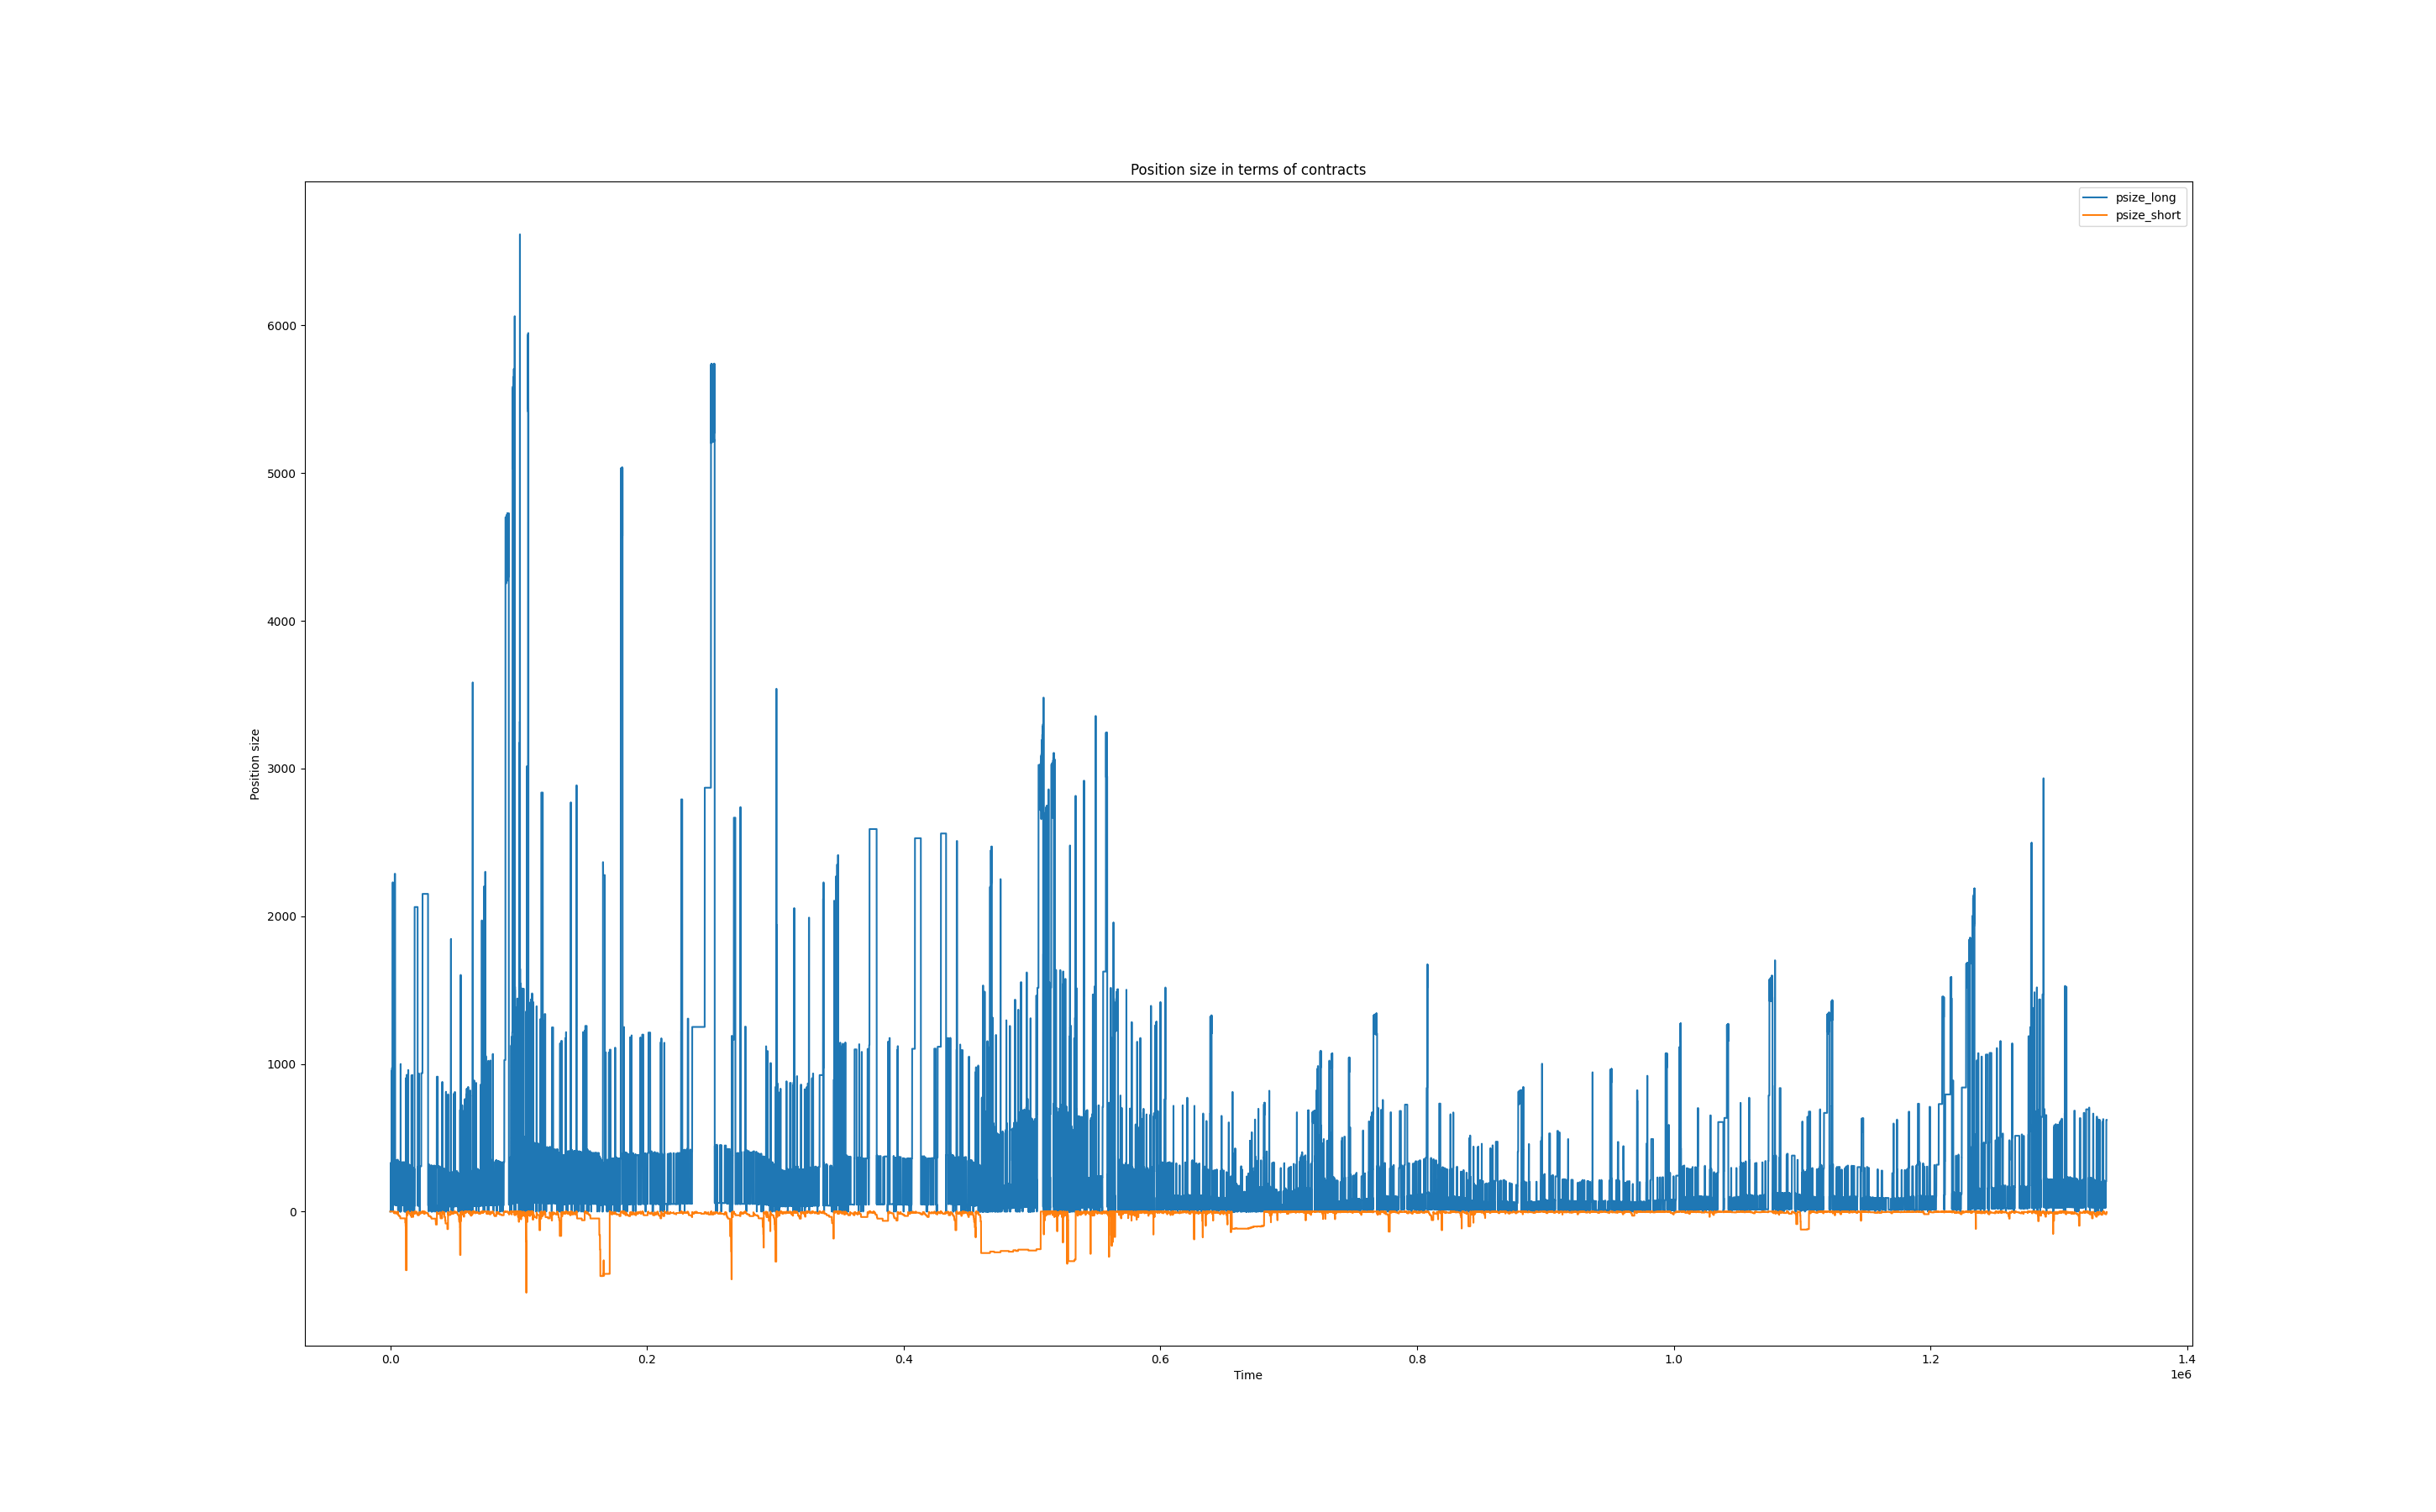 Position size in terms of contracts
psize_long
psize_short
Position size
6000
5000
4000
3000
2000
1000
0
0.0
0.2
0.4
0.6
0.8
1.0
1.2
1.4
Time
1e6